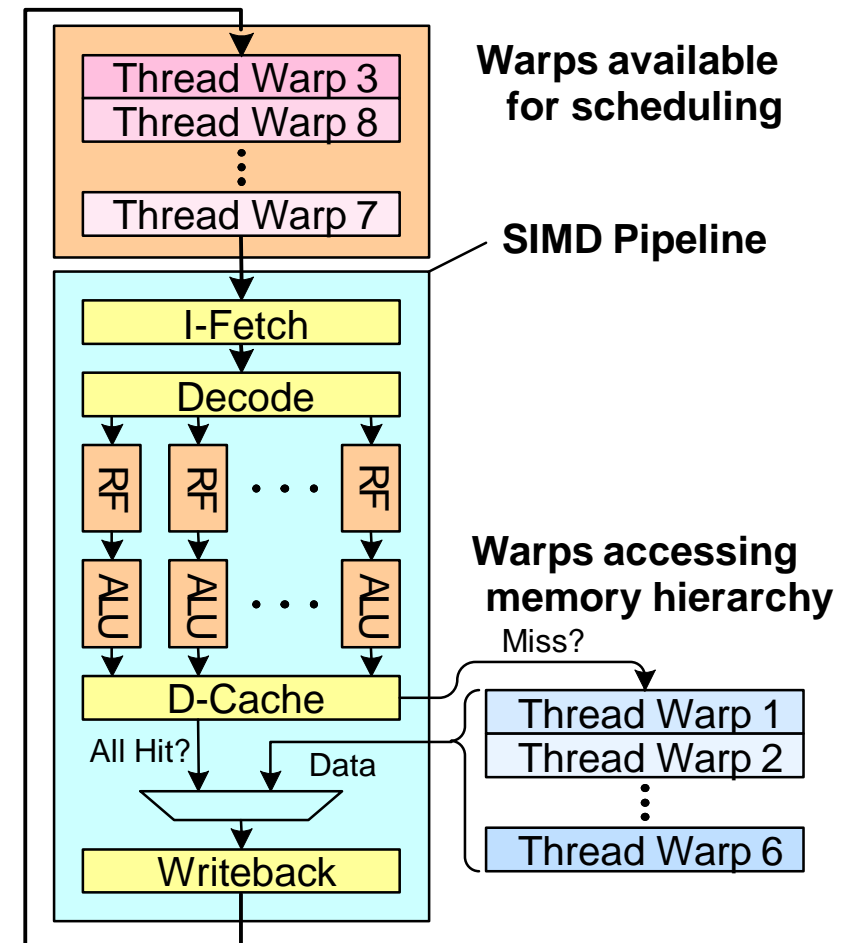 Thread Warp 3
Thread Warp 8
Thread Warp 7
Warps available
for scheduling
SIMD Pipeline
I-Fetch
Decode
RF
RF
RF
ALU
ALU
ALU
D-Cache
All Hit?
Data
Writeback
Warps accessing
memory hierarchy
Miss?
Thread Warp 1
Thread Warp 2
Thread Warp 6